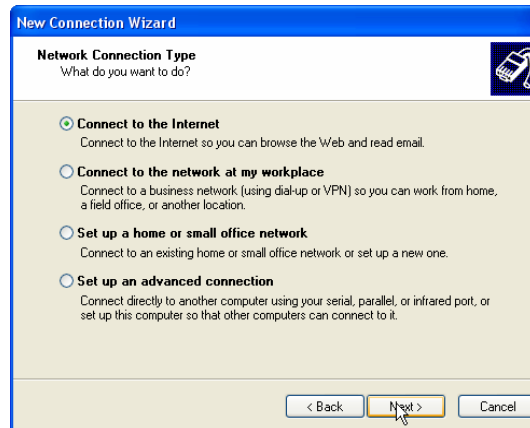 New Connection Wizard
Network Connection Type
What do you want to do?
Connect to the Internet
Connect to the Internet so you can browse the Web and read email.
Connect to the network at my workplace
Connect to a business network (using dial-up or VPN) so you can work from home,
a field office, or another location.
Set up a home or small office network
Connect to an existing home or small office network or set up a new one.
Set up an advanced connection
Connect directly to another computer using your serial, parallel, or infrared port, or
set up this computer so that other computers can connect to it.
< Back
Next >
Cancel